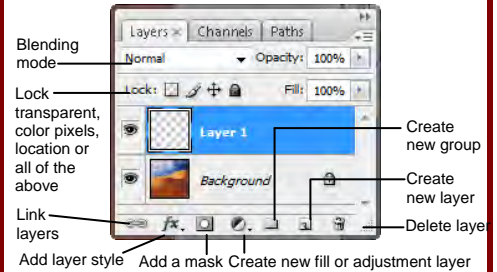 Layers × Channels Paths
Blending
mode
Normal Opacity: 100%
Lock
transparent,
color pixels,
location or
all of the
above
Lock: Fill: 100%
Layer 1
Background
Create
new group
Create
new layer
Link
layers
fx.
Delete layer
Add layer style Add a mask Create new fill or adjustment layer